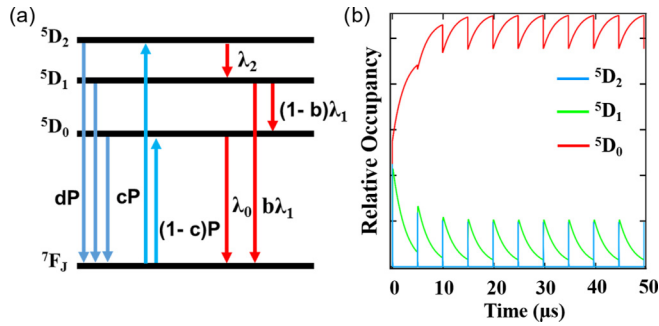 (a)
⁵D₂
λ₂
⁵D₁
(1- b)λ₁
⁵D₀
dP
cP
(1- c)P
λ₀
bλ₁
⁷Fⱼ
(b)
Relative Occupancy
⁵D₂
⁵D₁
⁵D₀
0 10 20 30 40 50
Time (μs)